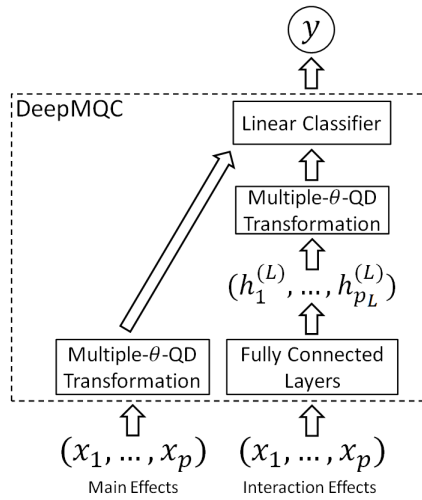 y
DeepMQC
Linear Classifier
Multiple-θ-QD
Transformation
(h_1^{(L)}, ..., h_{p_L}^{(L)})
Multiple-θ-QD
Transformation
Fully Connected
Layers
(x_1, ..., x_p)
(x_1, ..., x_p)
Main Effects
Interaction Effects